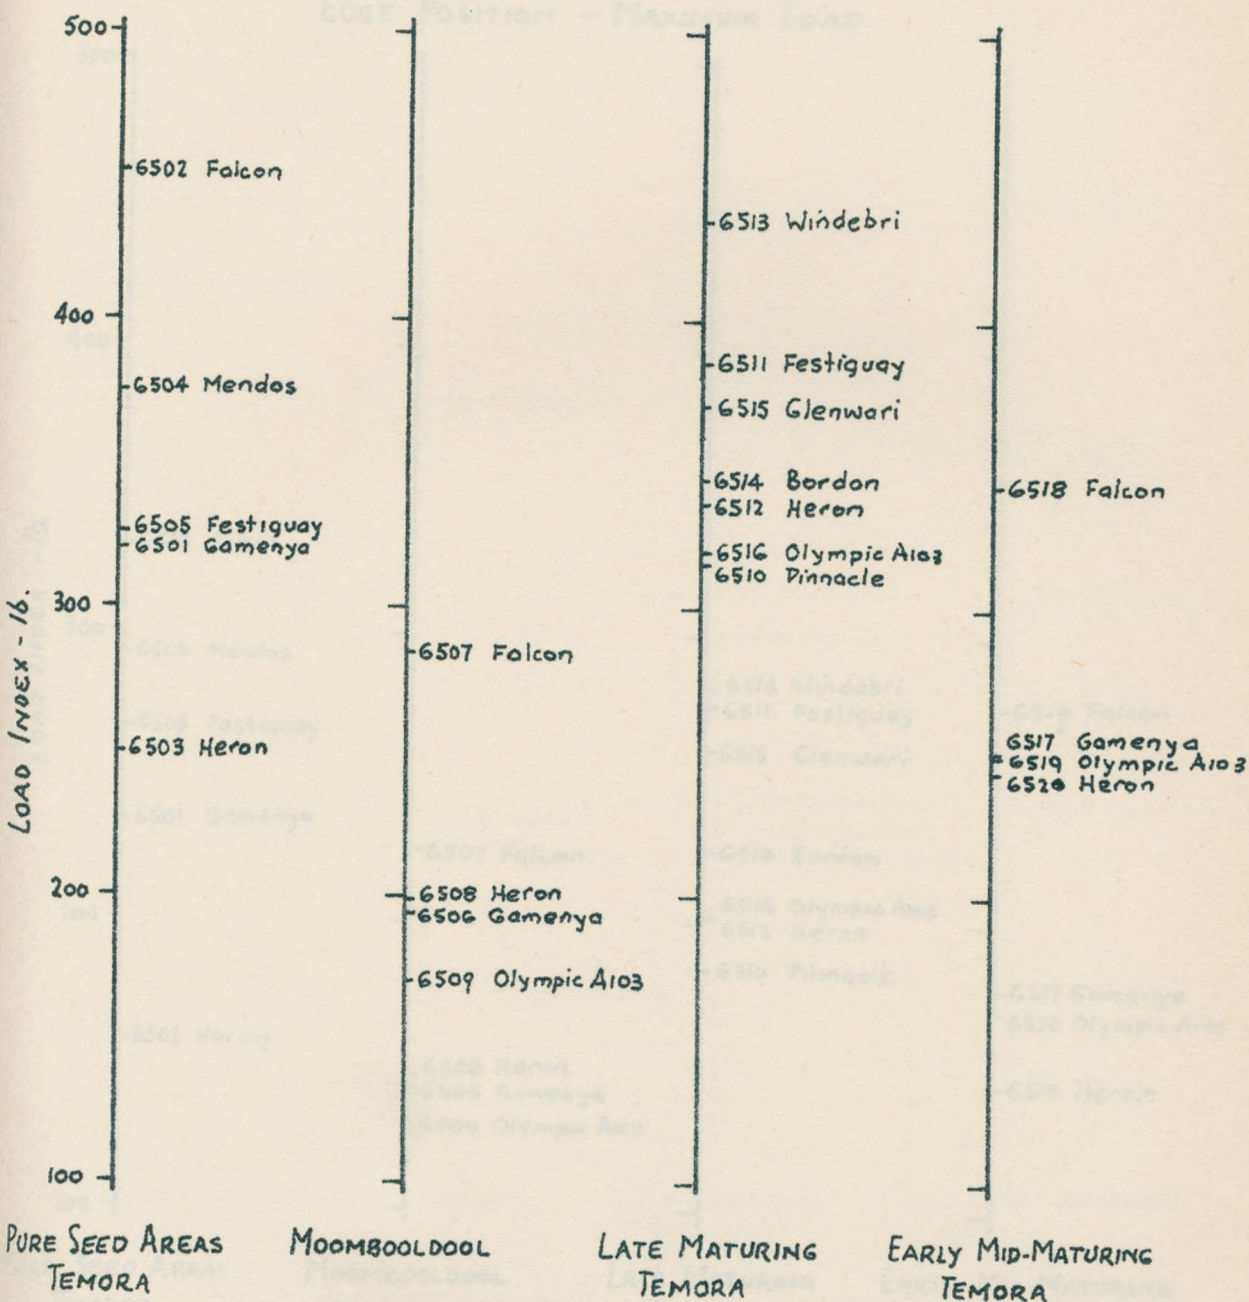 500
6502 Falcon
6513 Windebri
400
6504 Mendos
6511 Festiguay
6515 Glenwari
6514 Bordon
6518 Falcon
6512 Heron
6505 Festiguay
6501 Gamenya
6516 Olympic A103
6510 Pinnacle
300
LOAD INDEX - 16.
6507 Falcon
6503 Heron
6517 Gamenya
6519 Olympic A103
6520 Heron
200
6508 Heron
6506 Gamenya
6509 Olympic A103
100
PURE SEED AREAS
TEMORA
MOOMBOOLDOOL
LATE MATURING
TEMORA
EARLY MID-MATURING
TEMORA